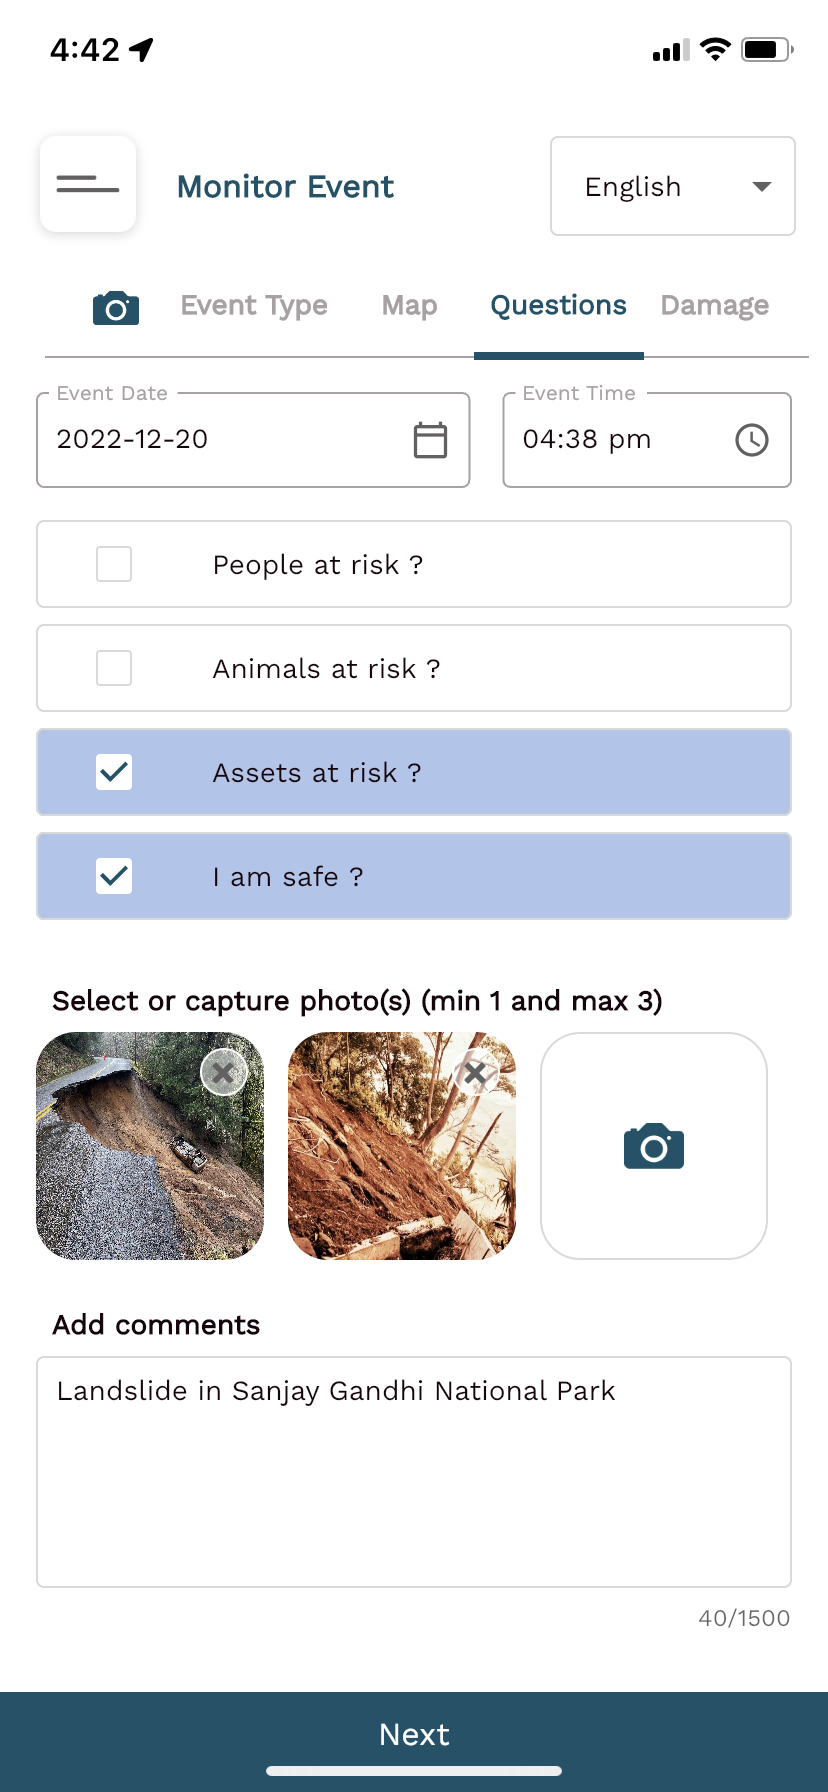 4:42
Monitor Event
English
Event Type Map Questions Damage
Event Date Event Time
2022-12-20 04:38 pm
People at risk ?
Animals at risk ?
Assets at risk ?
I am safe ?
Select or capture photo(s) (min 1 and max 3)
Add comments
Landslide in Sanjay Gandhi National Park
40/1500
Next